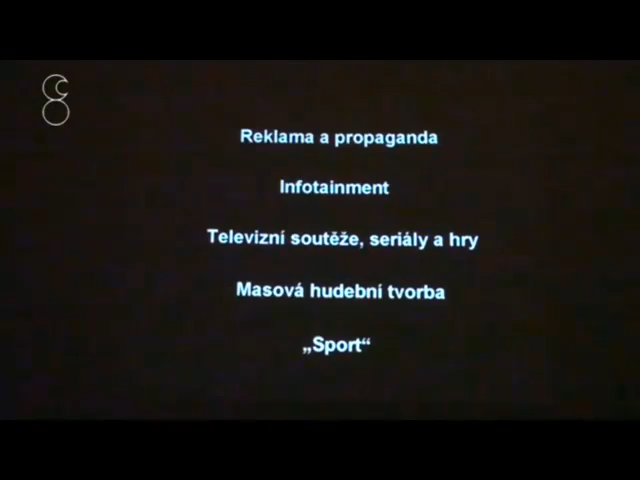 Reklama a propaganda
Infotainment
Televizní soutěže, seriály a hry
Masová hudební tvorba
„Sport“